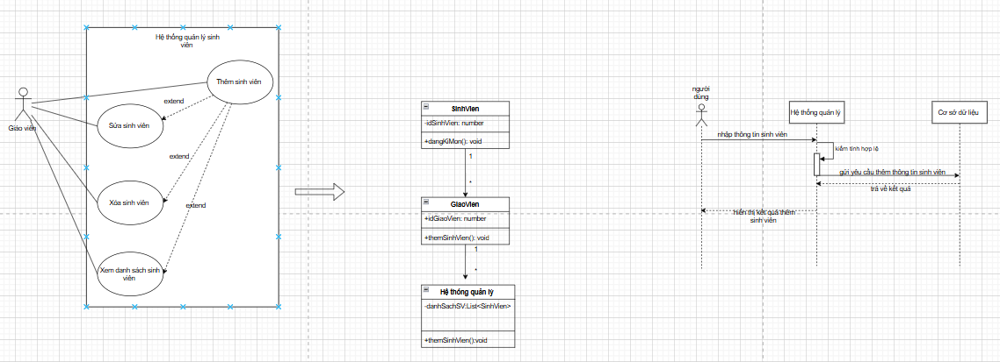 Hệ thống quản lý sinh
viên
Thêm sinh viên
extend
Giáo viên
Sửa sinh viên
extend
Xóa sinh viên
extend
Xem danh sách sinh
viên
SinhVien
-idSinhVien: number
+dangKiMon(): void
1
*
GiaoVien
+idGiaoVien: number
+themSinhVien(): void
1
*
Hệ thống quản lý
-danhSachSV:List<SinhVien>
+themSinhVien():void
người
dùng
Hệ thống quản lý
Cơ sở dữ liệu
nhập thông tin sinh viên
kiểm tính hợp lệ
gửi yêu cầu thêm thông tin sinh viên
trả về kết quả
hiển thị kết quả thêm
sinh viên